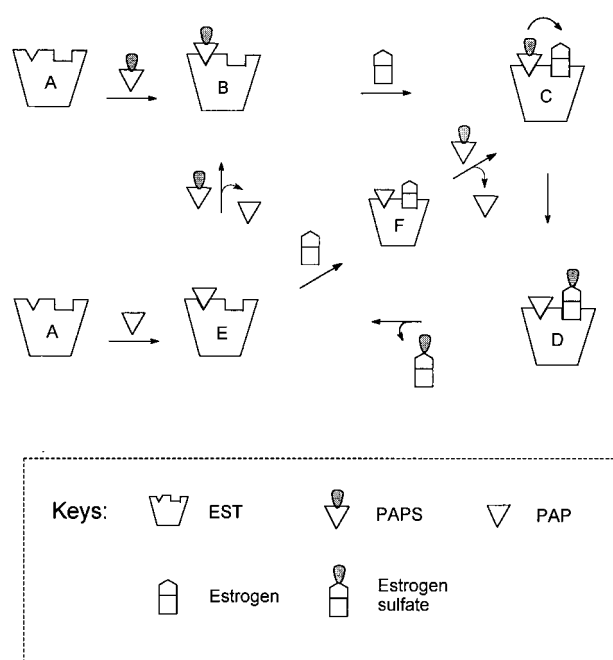 A
B
C
F
A
E
D
Keys:
EST
PAPS
PAP
Estrogen
Estrogen
sulfate